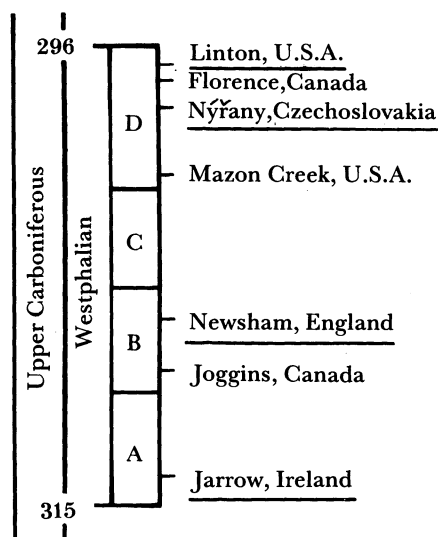 296
Linton, U.S.A.
Florence, Canada
Nýřany, Czechoslovakia
D
Mazon Creek, U.S.A.
Upper Carboniferous
Westphalian
C
Newsham, England
B
Joggins, Canada
A
Jarrow, Ireland
315